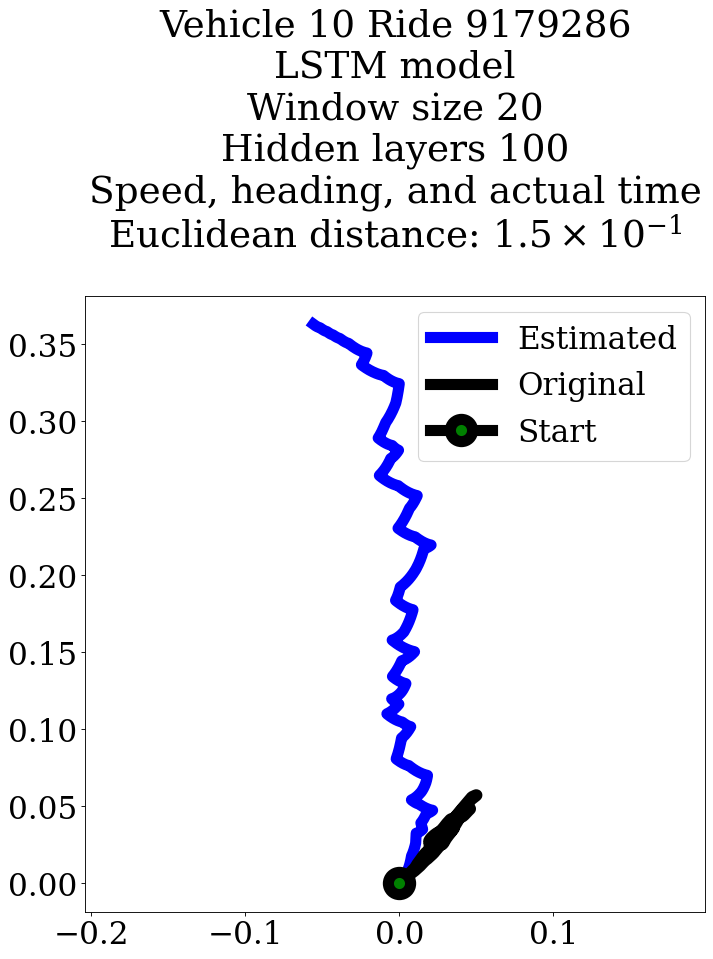 Vehicle 10 Ride 9179286
LSTM model
Window size 20
Hidden layers 100
Speed, heading, and actual time
Euclidean distance: 1.5 × 10⁻¹
Estimated
Original
Start
0.35
0.30
0.25
0.20
0.15
0.10
0.05
0.00
−0.2 −0.1 0.0 0.1